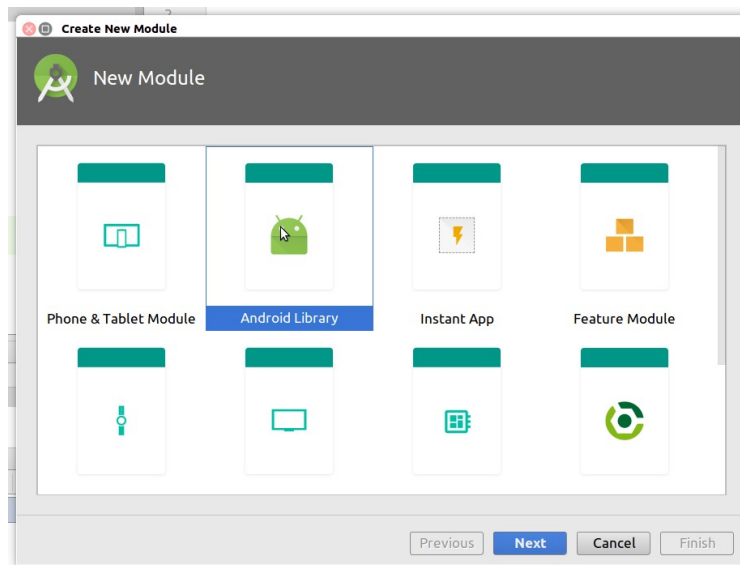 Create New Module
New Module
Phone & Tablet Module
Android Library
Instant App
Feature Module
Previous
Next
Cancel
Finish